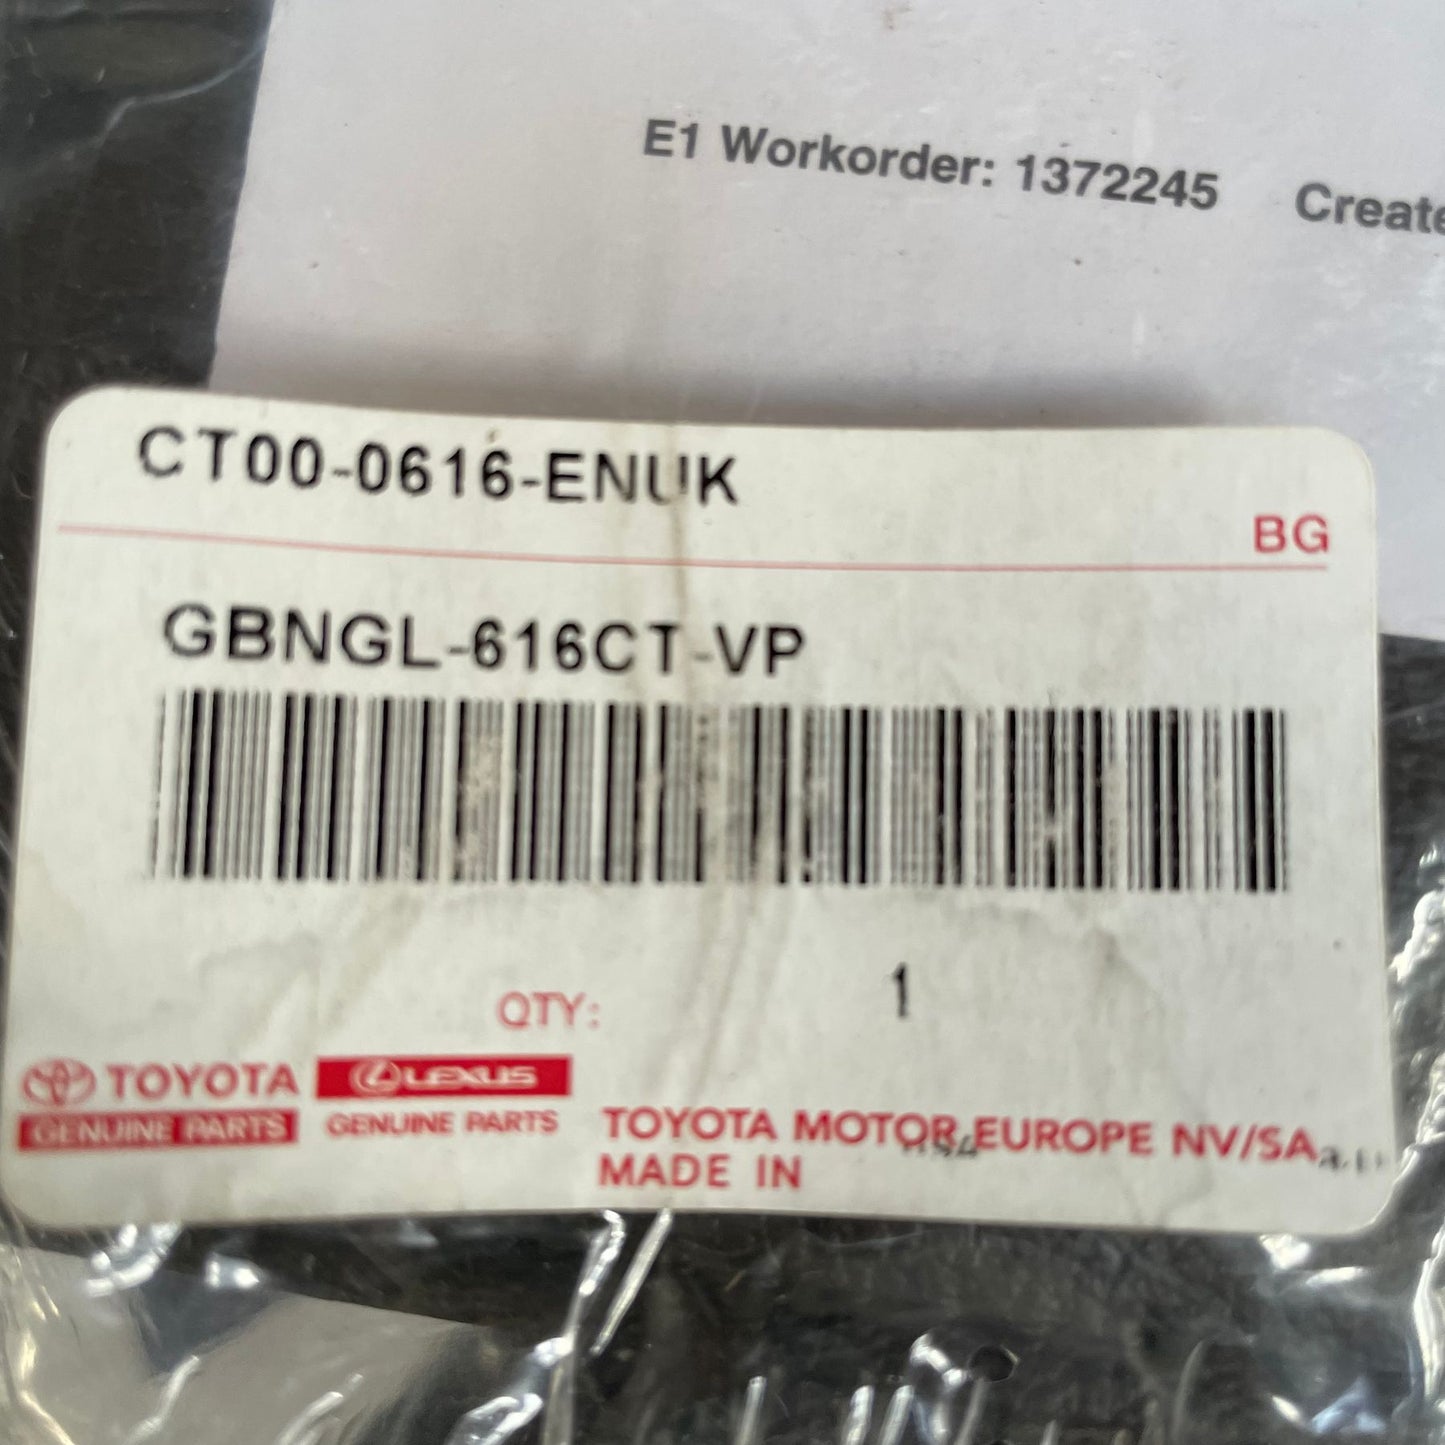 E1 Workorder: 1372245 Create
CT00-0616-ENUK
BG
GBNGL-616CT-VP
QTY: 1
TOYOTA LEXUS
GENUINE PARTS GENUINE PARTS
TOYOTA MOTOR EUROPE NV/SA
MADE IN